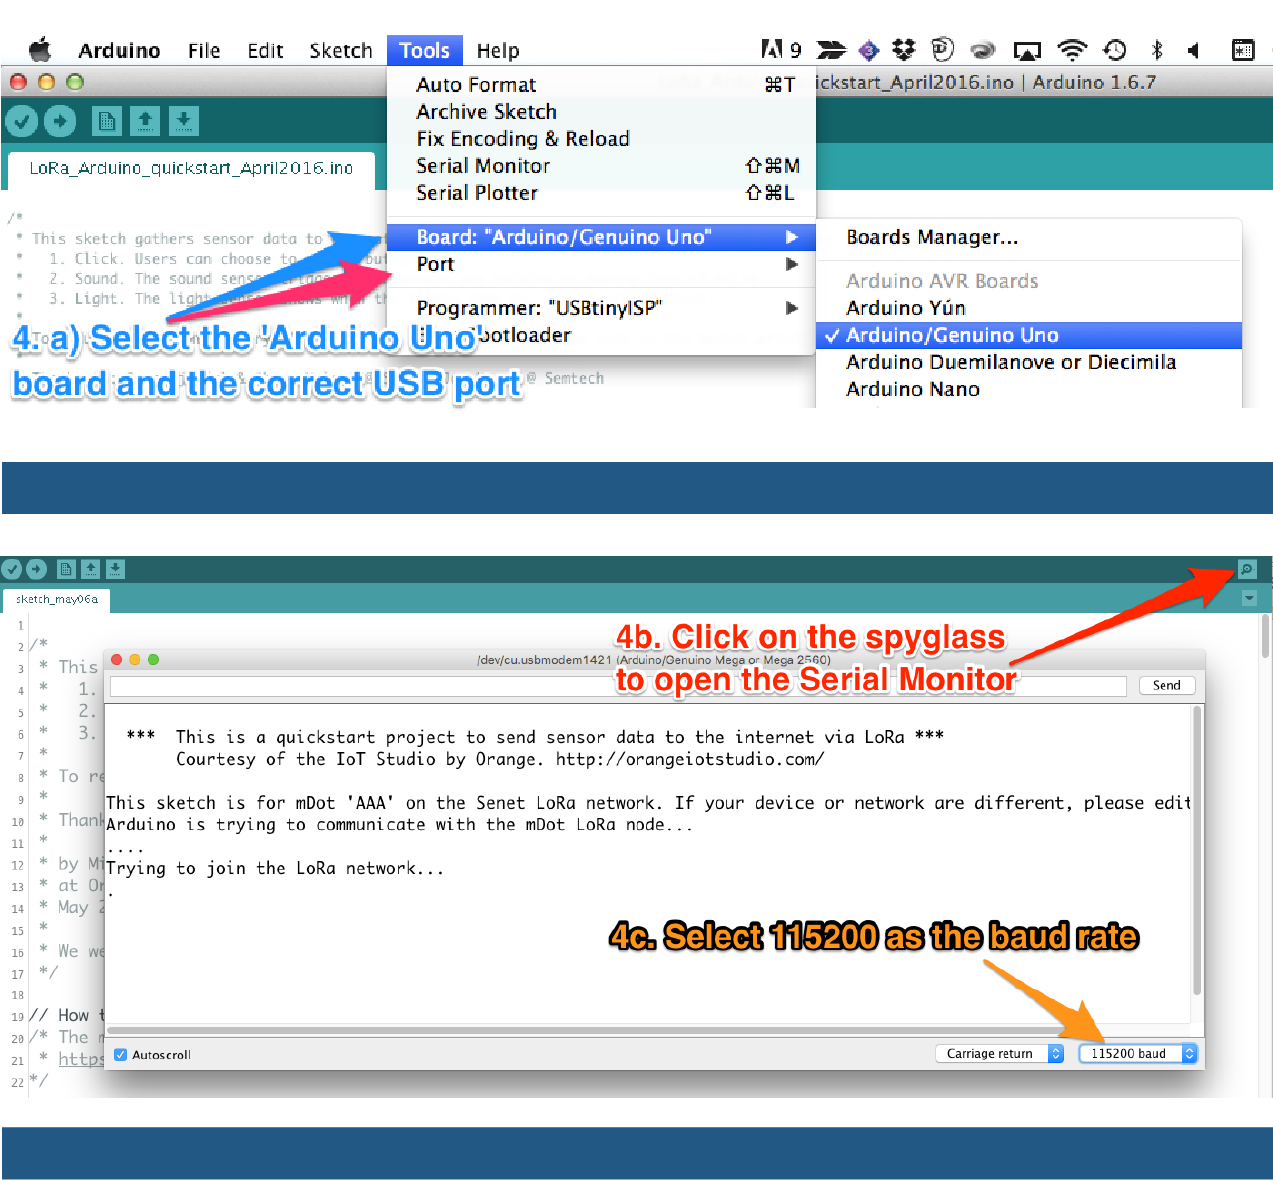 Arduino File Edit Sketch Tools Help 9
ickstart_April2016.ino | Arduino 1.6.7
Auto Format ⌘T
Archive Sketch
Fix Encoding & Reload
Serial Monitor ⇧⌘M
Serial Plotter ⇧⌘L
Board: "Arduino/Genuino Uno"
Port
Programmer: "USBtinyISP"
Bootloader
Boards Manager...
Arduino AVR Boards
Arduino Yún
✓ Arduino/Genuino Uno
Arduino Duemilanove or Diecimila
Arduino Nano
LoRa_Arduino_quickstart_April2016.ino
/*
* This sketch gathers sensor data to
* 1. Click. Users can choose to
* 2. Sound. The sound
* 3. Light. The light
*
@ Semtech
4. a) Select the 'Arduino Uno'
board and the correct USB port
sketch_may06a
4b. Click on the spyglass
to open the Serial Monitor
/dev/cu.usbmodem1421 (Arduino/Genuino Mega or Mega 2560)
Send
*** This is a quickstart project to send sensor data to the internet via LoRa ***
Courtesy of the IoT Studio by Orange. http://orangeiotstudio.com/
This sketch is for mDot 'AAA' on the Senet LoRa network. If your device or network are different, please edit
Arduino is trying to communicate with the mDot LoRa node...
....
Trying to join the LoRa network...
.
4c. Select 115200 as the baud rate
Autoscroll
Carriage return
115200 baud
1
2 /*
3 * This
4 * 1.
5 * 2.
6 * 3.
7 *
8 * To re
9 *
10 * Thank
11 *
12 * by Mi
13 * at Or
14 * May 2
15 *
16 * We we
17 */
18
19 // How t
20 /* The m
21 * https
22 */